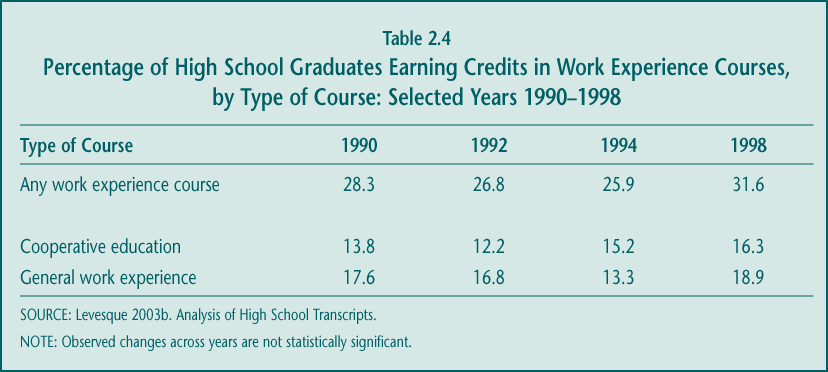 Table 2.4
Percentage of High School Graduates Earning Credits in Work Experience Courses,
by Type of Course: Selected Years 1990–1998
Type of Course 1990 1992 1994 1998
Any work experience course 28.3 26.8 25.9 31.6
Cooperative education 13.8 12.2 15.2 16.3
General work experience 17.6 16.8 13.3 18.9
SOURCE: Levesque 2003b. Analysis of High School Transcripts.
NOTE: Observed changes across years are not statistically significant.